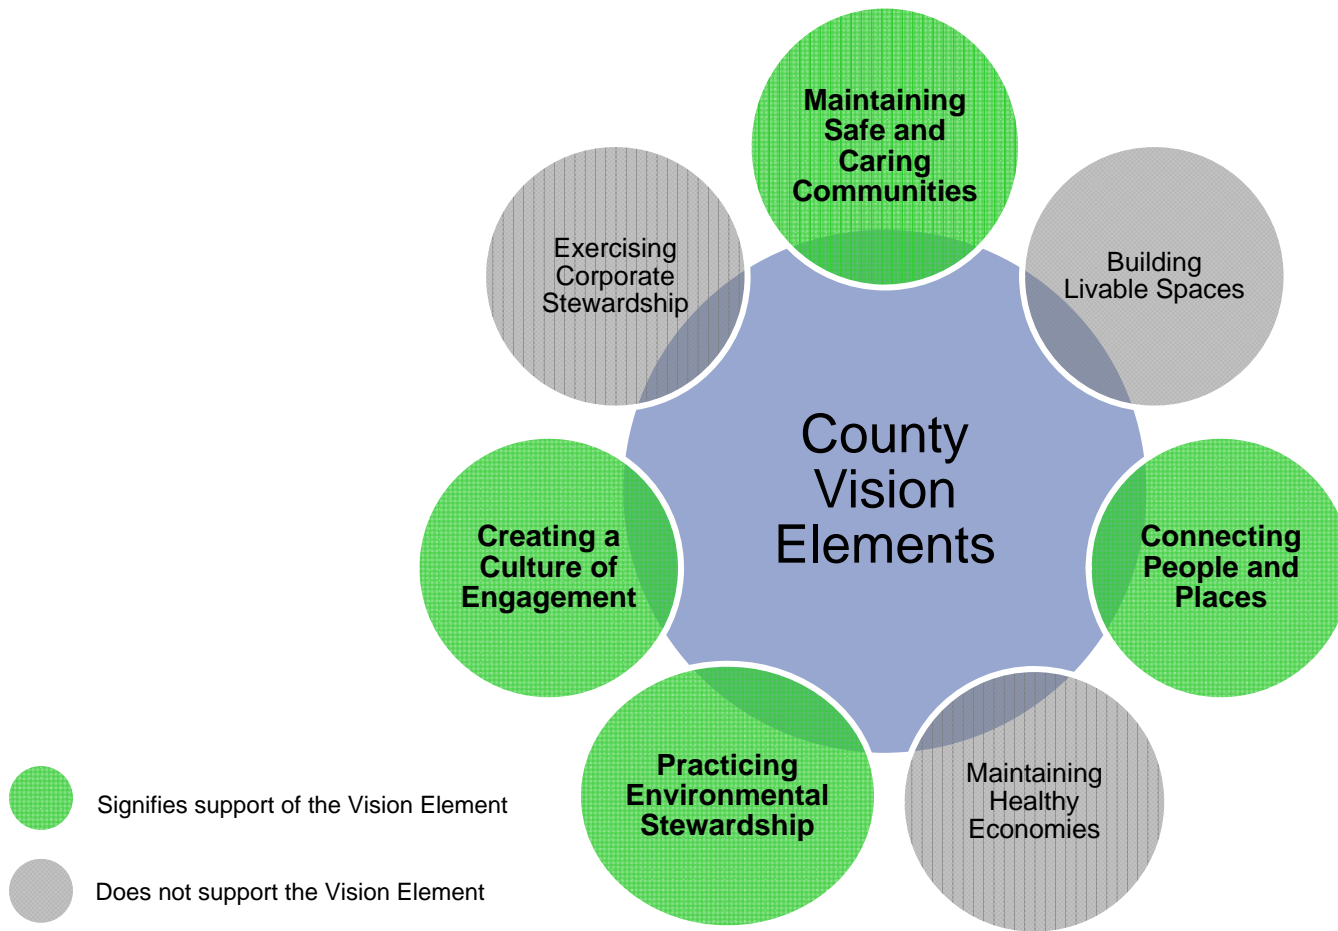 Maintaining
Safe and
Caring
Communities
Building
Livable Spaces
Connecting
People and
Places
Maintaining
Healthy
Economies
Practicing
Environmental
Stewardship
Creating a
Culture of
Engagement
Exercising
Corporate
Stewardship
County
Vision
Elements
Signifies support of the Vision Element
Does not support the Vision Element